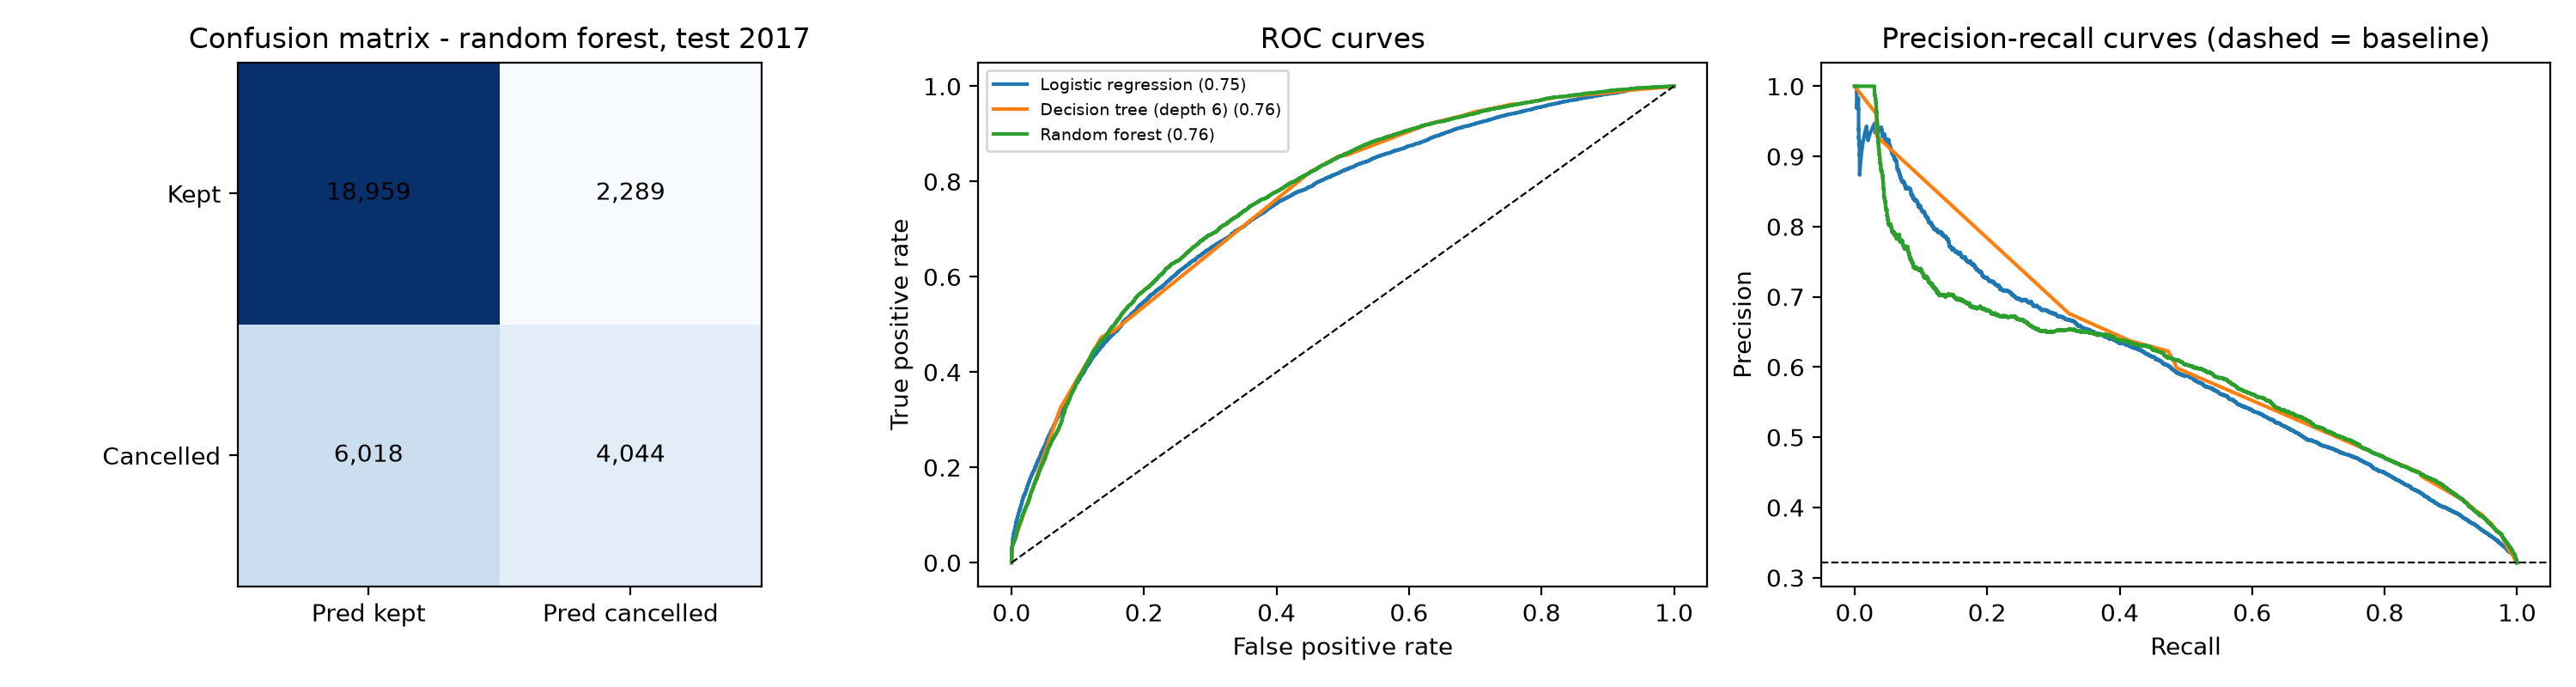 Confusion matrix - random forest, test 2017
Kept
18,959
2,289
Cancelled
6,018
4,044
Pred kept
Pred cancelled
ROC curves
Logistic regression (0.75)
Decision tree (depth 6) (0.76)
Random forest (0.76)
True positive rate
1.0
0.8
0.6
0.4
0.2
0.0
0.0
0.2
0.4
0.6
0.8
1.0
False positive rate
Precision-recall curves (dashed = baseline)
Precision
1.0
0.9
0.8
0.7
0.6
0.5
0.4
0.3
0.0
0.2
0.4
0.6
0.8
1.0
Recall